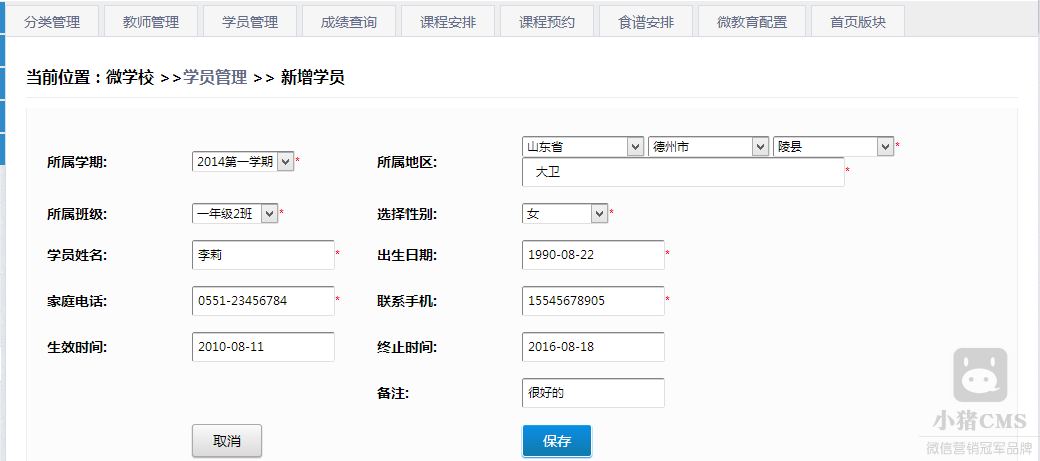 分类管理 教师管理 学员管理 成绩查询 课程安排 课程预约 食谱安排 微教育配置 首页版块
当前位置：微学校 >>学员管理 >> 新增学员
所属学期: 2014第一学期 * 所属地区: 山东省 德州市 陵县 *
大卫 *
所属班级: 一年级2班 * 选择性别: 女 *
学员姓名: 李莉 * 出生日期: 1990-08-22 *
家庭电话: 0551-23456784 * 联系手机: 15545678905 *
生效时间: 2010-08-11 终止时间: 2016-08-18
备注: 很好的
取消 保存
小猪CMS
微信营销冠军品牌